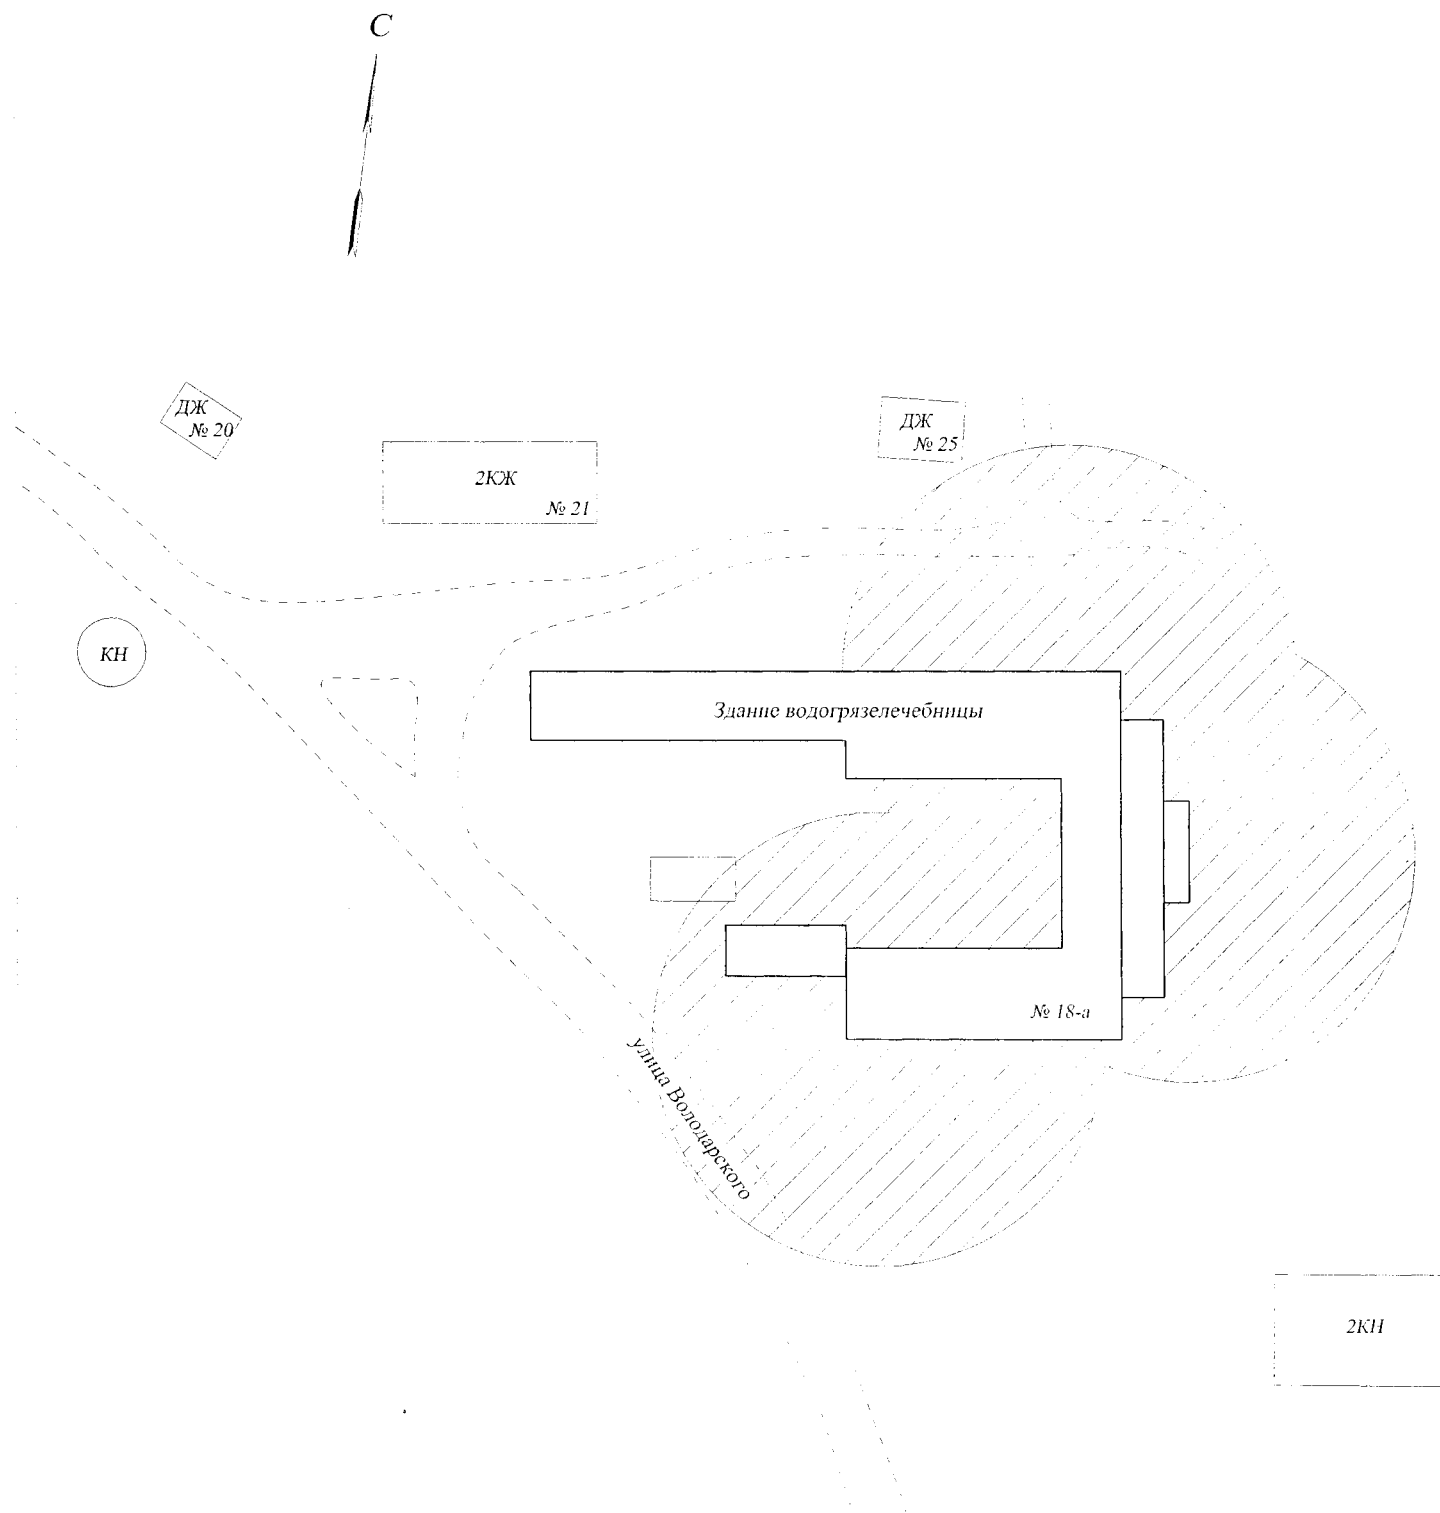 С
ДЖ
№ 20
ДЖ
№ 25
2КЖ
№ 21
КН
Здание водогрязелечебницы
№ 18-а
улица Володарского
2КН